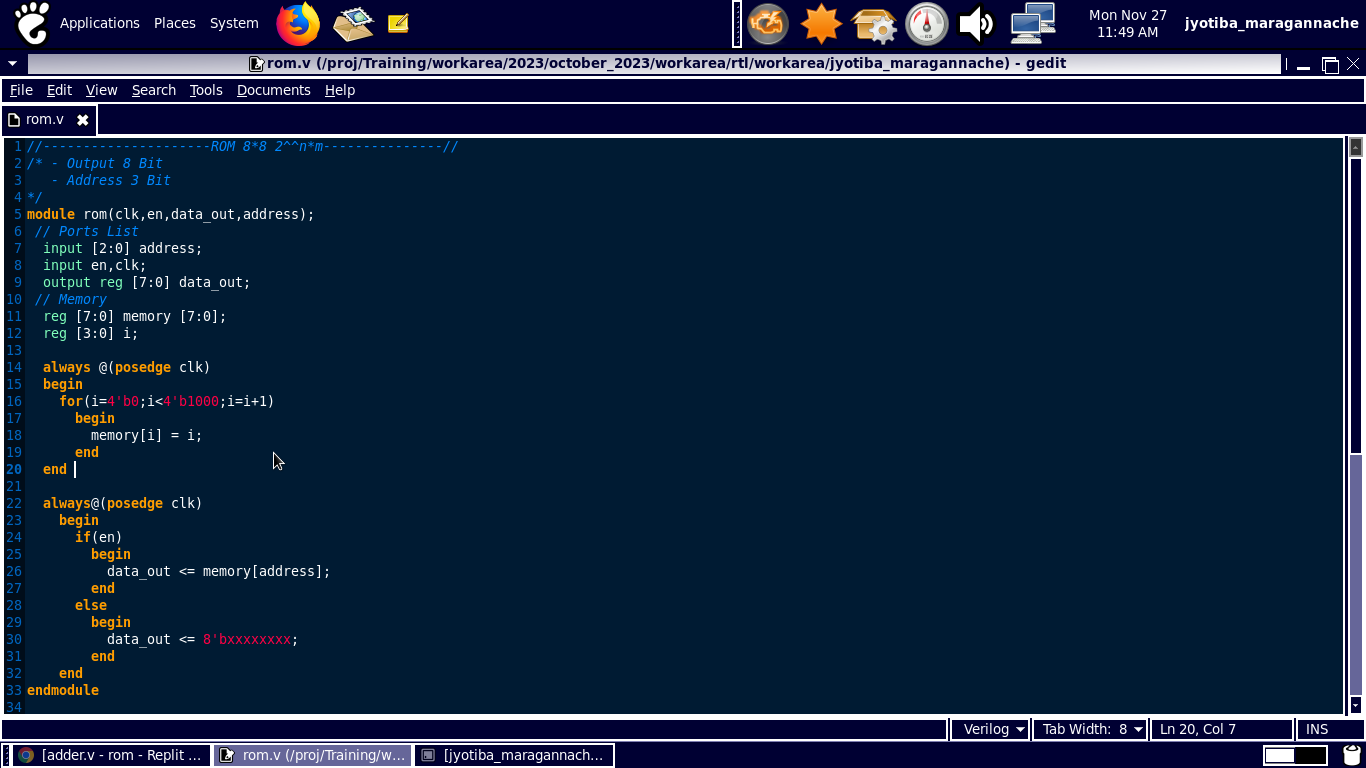 Applications Places System
Mon Nov 27
11:49 AM
jyotiba_maragannache
rom.v (/proj/Training/workarea/2023/october_2023/workarea/rtl/workarea/jyotiba_maragannache) - gedit
File Edit View Search Tools Documents Help
rom.v
1 //---------------------ROM 8*8 2^^n*m---------------//
2 /* - Output 8 Bit
3    - Address 3 Bit
4 */
5 module rom(clk,en,data_out,address);
6  // Ports List
7   input [2:0] address;
8   input en,clk;
9   output reg [7:0] data_out;
10  // Memory
11   reg [7:0] memory [7:0];
12   reg [3:0] i;
13
14   always @(posedge clk)
15   begin
16     for(i=4'b0;i<4'b1000;i=i+1)
17       begin
18         memory[i] = i;
19       end
20   end
21
22   always@(posedge clk)
23     begin
24       if(en)
25         begin
26           data_out <= memory[address];
27         end
28       else
29         begin
30           data_out <= 8'bxxxxxxxx;
31         end
32     end
33 endmodule
34
Verilog Tab Width: 8 Ln 20, Col 7 INS
[adder.v - rom - Replit ... rom.v (/proj/Training/w... [jyotiba_maragannach...